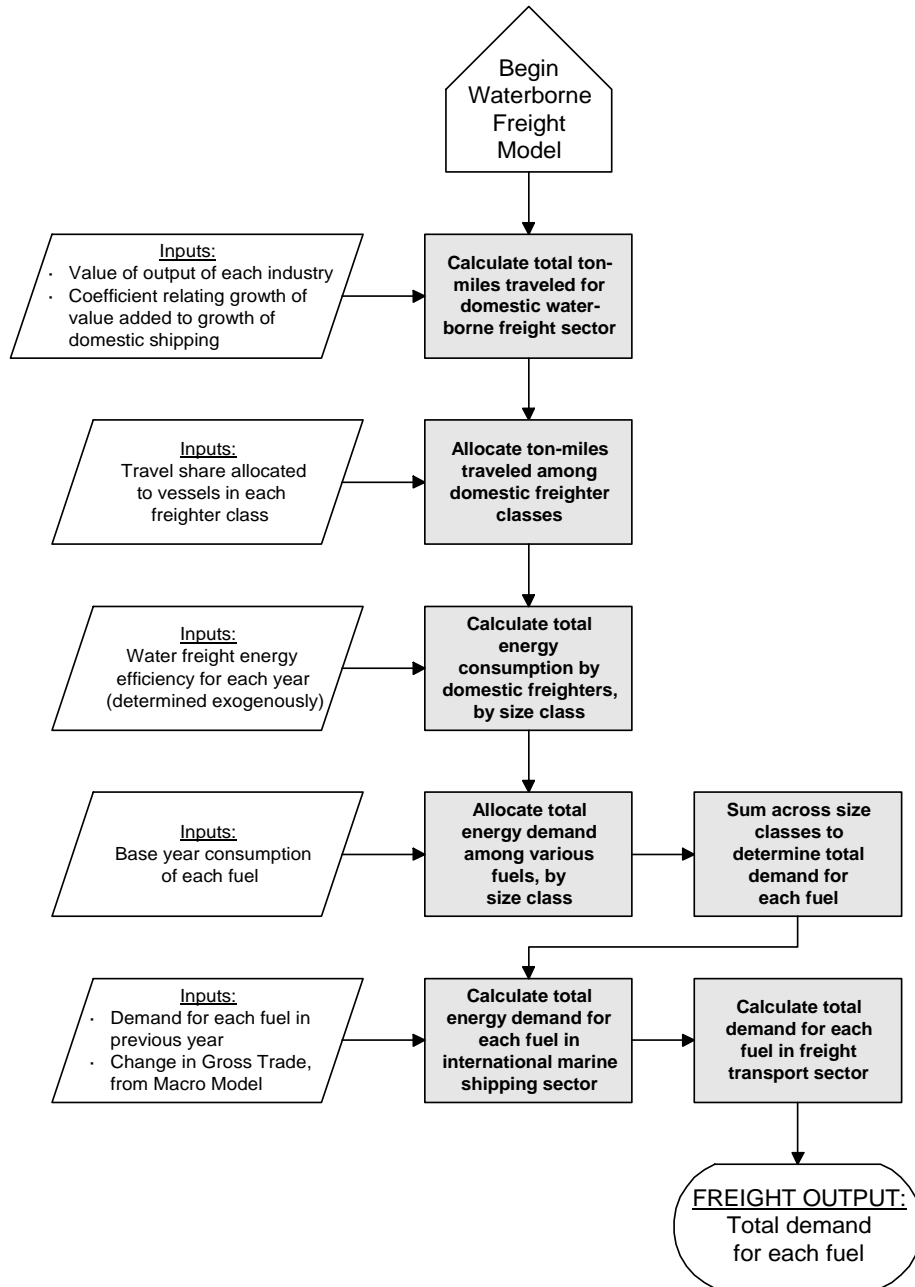 Begin
Waterborne
Freight
Model
Inputs:
· Value of output of each industry
· Coefficient relating growth of
value added to growth of
domestic shipping
Calculate total ton-
miles traveled for
domestic water-
borne freight sector
Inputs:
Travel share allocated
to vessels in each
freighter class
Allocate ton-miles
traveled among
domestic freighter
classes
Inputs:
Water freight energy
efficiency for each year
(determined exogenously)
Calculate total
energy
consumption by
domestic freighters,
by size class
Inputs:
Base year consumption
of each fuel
Allocate total
energy demand
among various
fuels, by
size class
Sum across size
classes to
determine total
demand for
each fuel
Inputs:
· Demand for each fuel in
previous year
· Change in Gross Trade,
from Macro Model
Calculate total
energy demand for
each fuel in
international marine
shipping sector
Calculate total
demand for each
fuel in freight
transport sector
FREIGHT OUTPUT:
Total demand
for each fuel